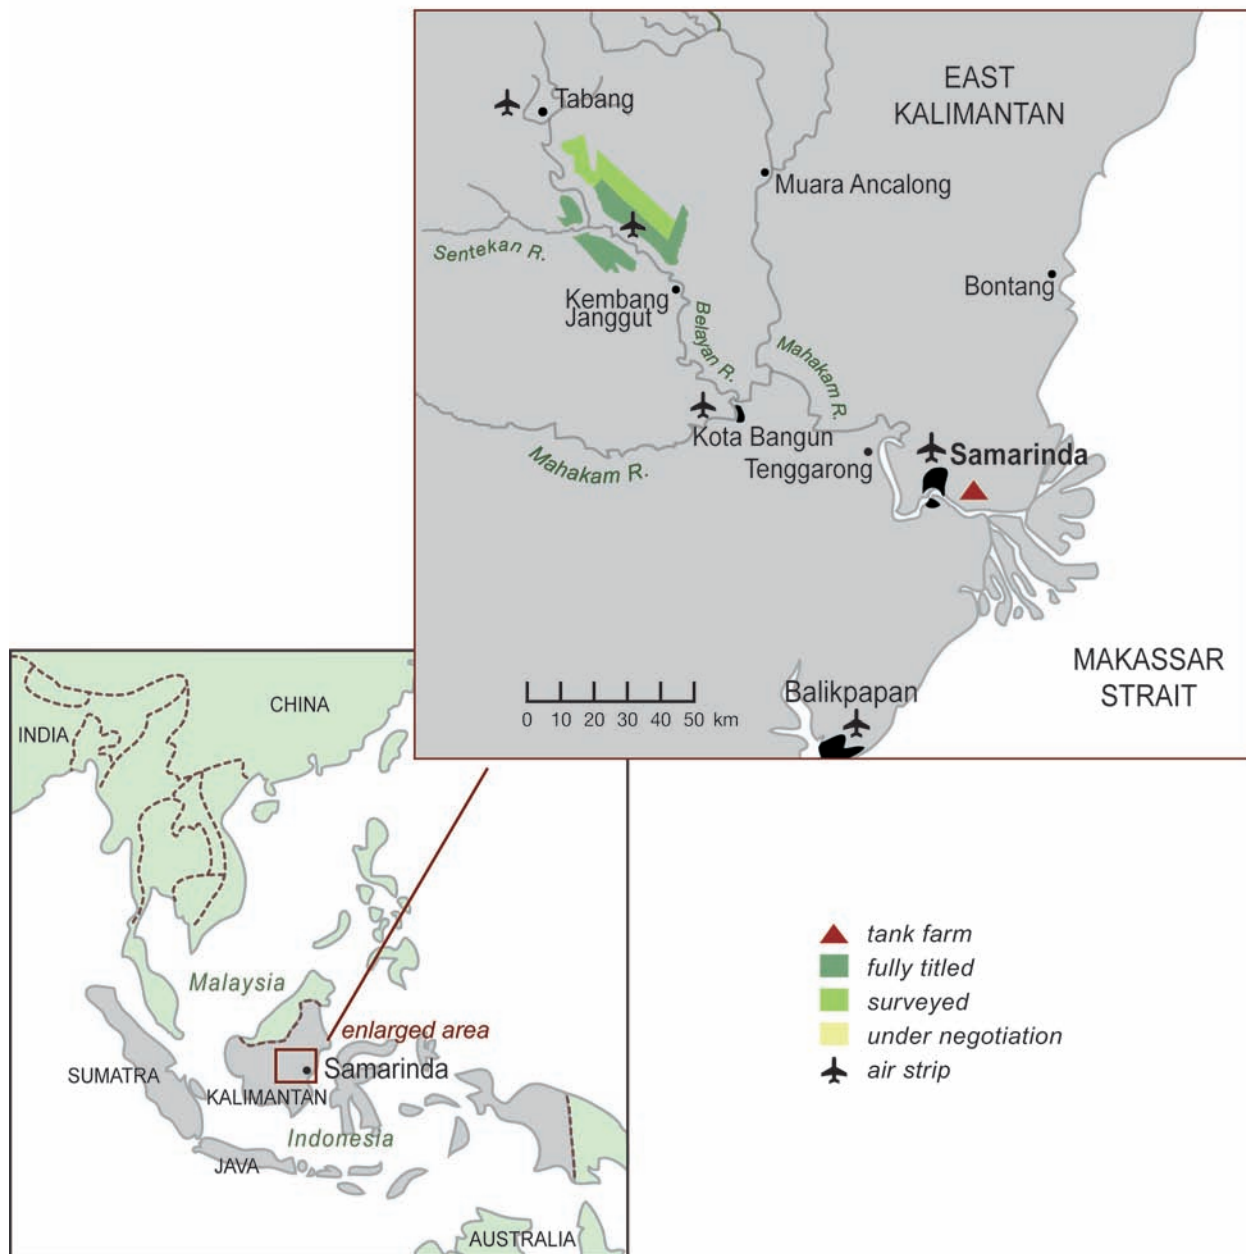 EAST
KALIMANTAN
Tabang
Muara Ancalong
Sentekan R.
Bontang
Kembang
Janggut
Belayan R.
Mahakam R.
Kota Bangun
Mahakam R.
Tenggarong
Samarinda
MAKASSAR
STRAIT
Balikpapan
0 10 20 30 40 50 km
CHINA
INDIA
Malaysia
enlarged area
SUMATRA
Samarinda
KALIMANTAN
Indonesia
JAVA
AUSTRALIA
tank farm
fully titled
surveyed
under negotiation
air strip